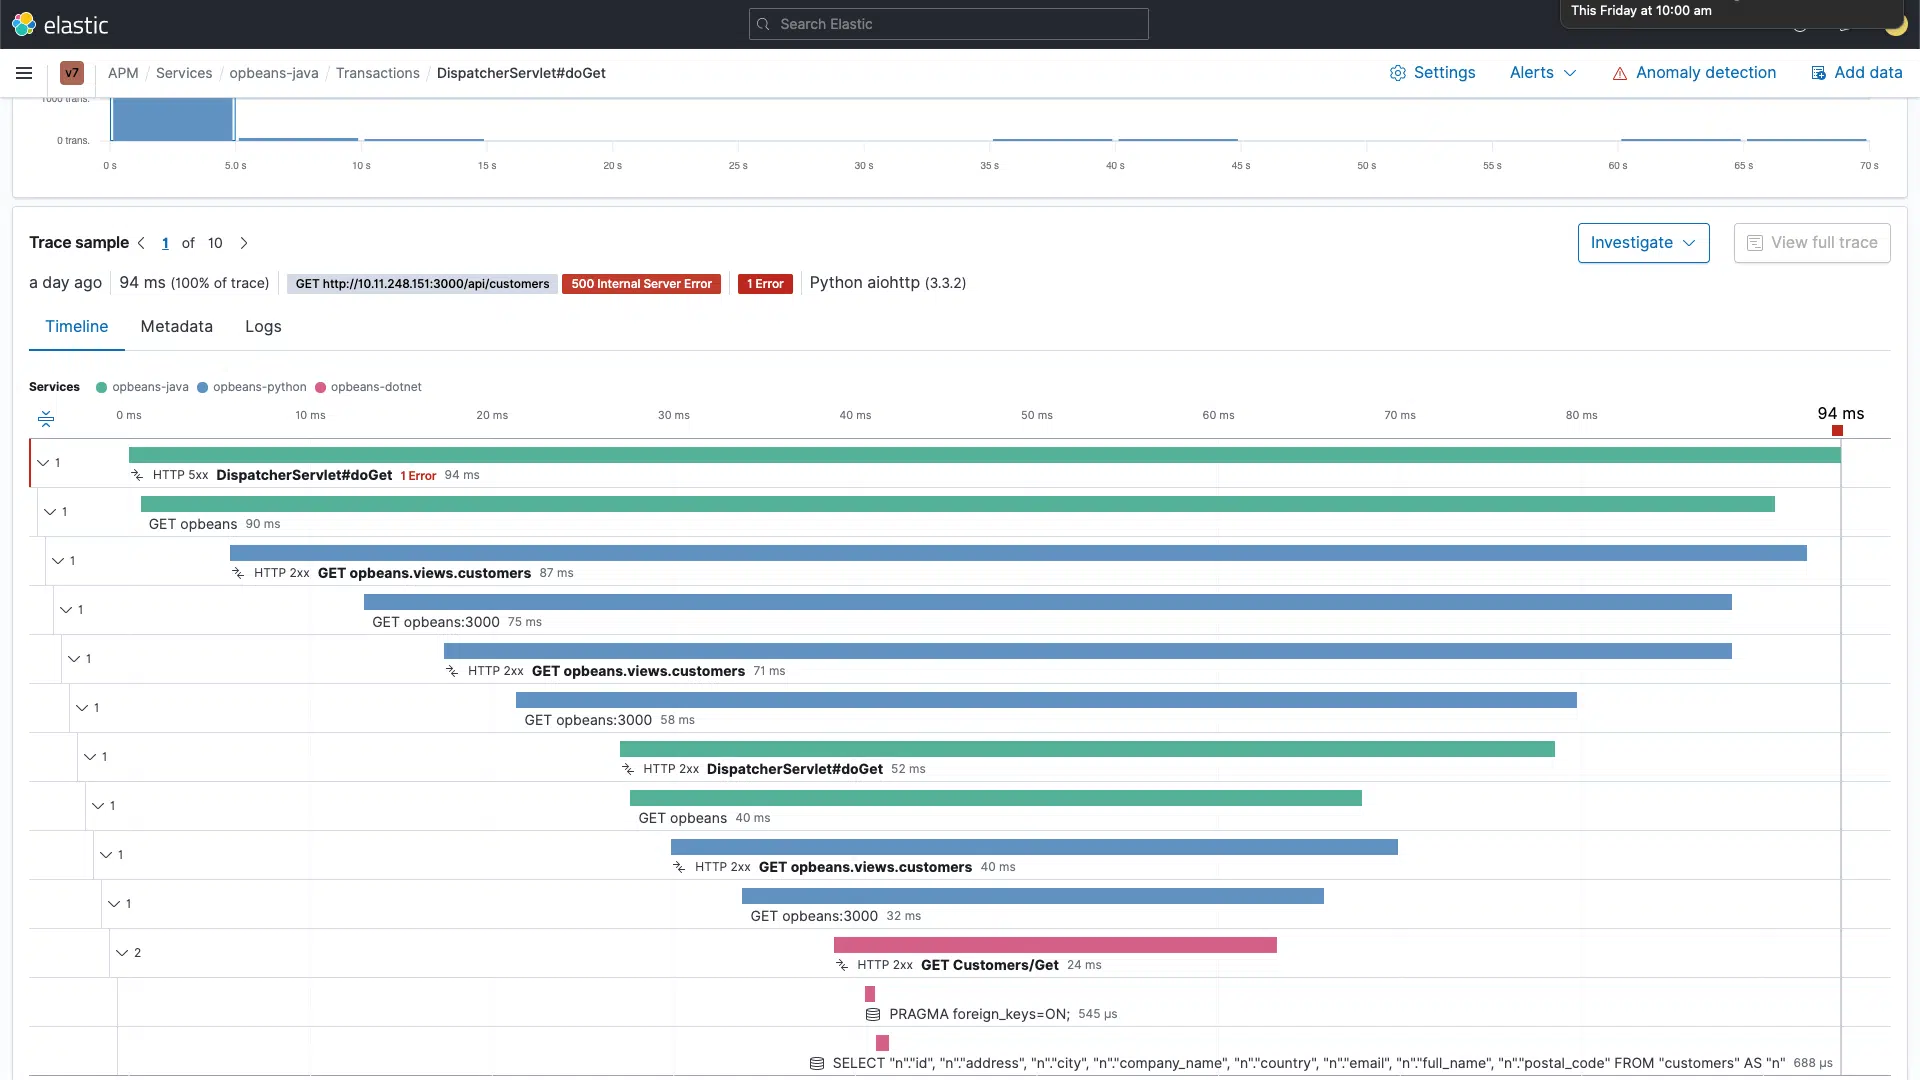 elastic
Search Elastic
This Friday at 10:00 am
v7
APM / Services / opbeans-java / Transactions / DispatcherServlet#doGet
Settings
Alerts
Anomaly detection
Add data
1000 trans.
0 trans.
0 s 5.0 s 10 s 15 s 20 s 25 s 30 s 35 s 40 s 45 s 50 s 55 s 60 s 65 s 70 s
Trace sample 1 of 10
Investigate
View full trace
a day ago 94 ms (100% of trace) GET http://10.11.248.151:3000/api/customers 500 Internal Server Error 1 Error Python aiohttp (3.3.2)
Timeline Metadata Logs
Services opbeans-java opbeans-python opbeans-dotnet
0 ms 10 ms 20 ms 30 ms 40 ms 50 ms 60 ms 70 ms 80 ms 94 ms
1
HTTP 5xx DispatcherServlet#doGet 1 Error 94 ms
1
GET opbeans 90 ms
1
HTTP 2xx GET opbeans.views.customers 87 ms
1
GET opbeans:3000 75 ms
1
HTTP 2xx GET opbeans.views.customers 71 ms
1
GET opbeans:3000 58 ms
1
HTTP 2xx DispatcherServlet#doGet 52 ms
1
GET opbeans 40 ms
1
HTTP 2xx GET opbeans.views.customers 40 ms
1
GET opbeans:3000 32 ms
2
HTTP 2xx GET Customers/Get 24 ms
PRAGMA foreign_keys=ON; 545 µs
SELECT "n"."id", "n"."address", "n"."city", "n"."company_name", "n"."country", "n"."email", "n"."full_name", "n"."postal_code" FROM "customers" AS "n" 688 µs